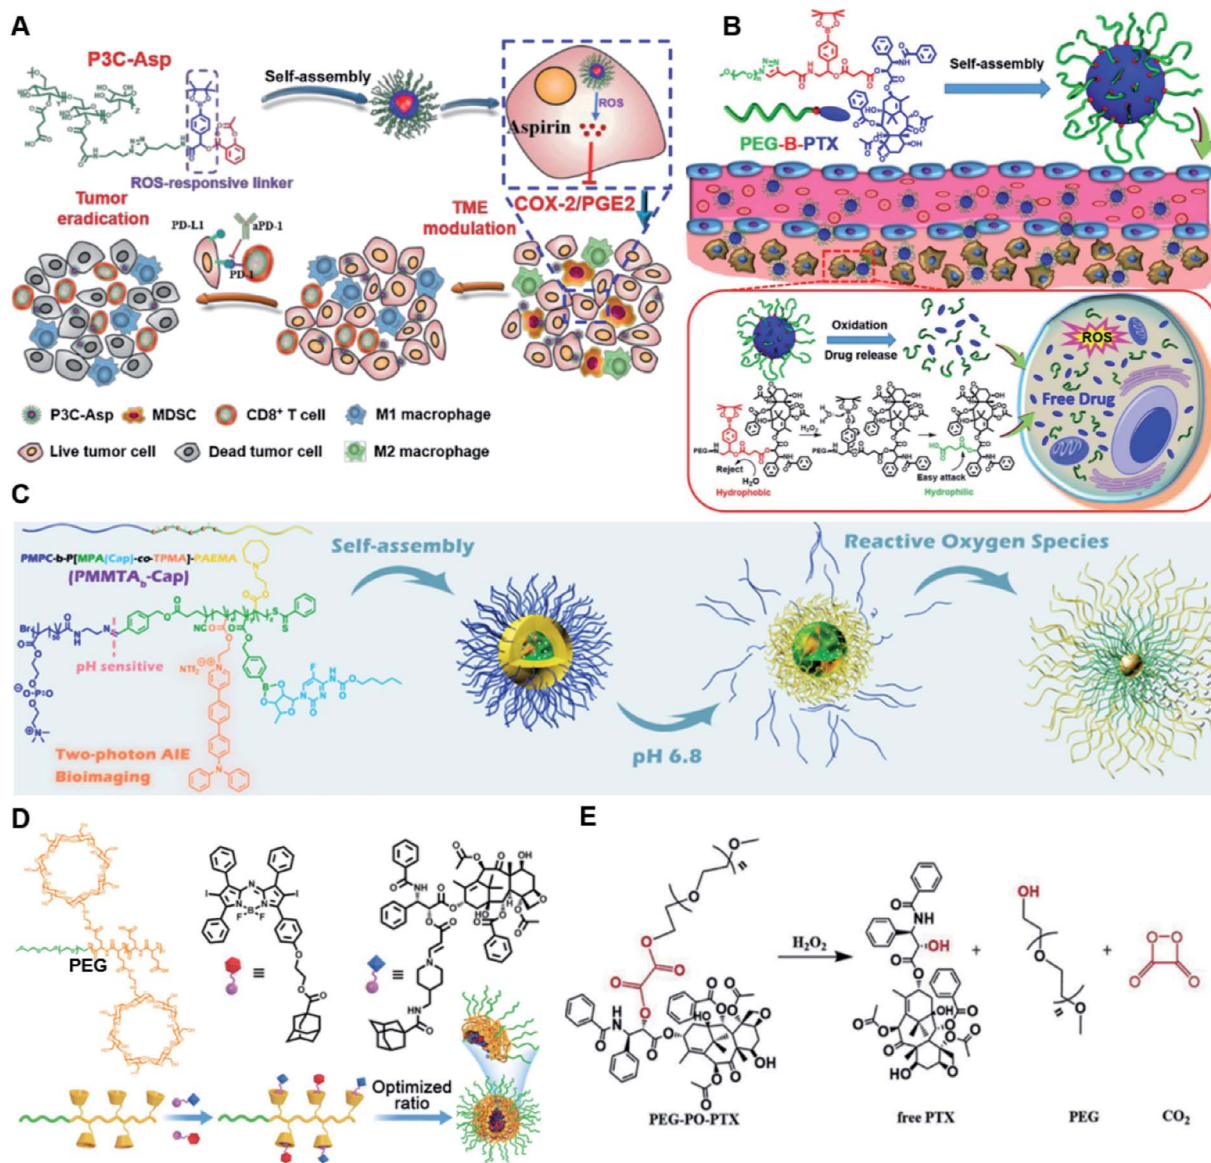 A
P3C-Asp
Self-assembly
ROS
Aspirin
ROS-responsive linker
COX-2/PGE2
Tumor
eradication
PD-L1
aPD-1
PD-1
TME
modulation
P3C-Asp
MDSC
CD8⁺ T cell
M1 macrophage
Live tumor cell
Dead tumor cell
M2 macrophage
B
Self-assembly
PEG-B-PTX
Oxidation
Drug release
ROS
Free Drug
H₂O₂
PEG
PEG
Reject
H₂O
Hydrophobic
Easy attack
Hydrophilic
C
PMPC-b-P[MPA(Cap)-co-TPMA]-PAEMA
(PMMTAb-Cap)
pH sensitive
Two-photon AIE
Bioimaging
Self-assembly
pH 6.8
Reactive Oxygen Species
D
PEG
Optimized
ratio
E
H₂O₂
+
+
PEG-PO-PTX
free PTX
PEG
CO₂